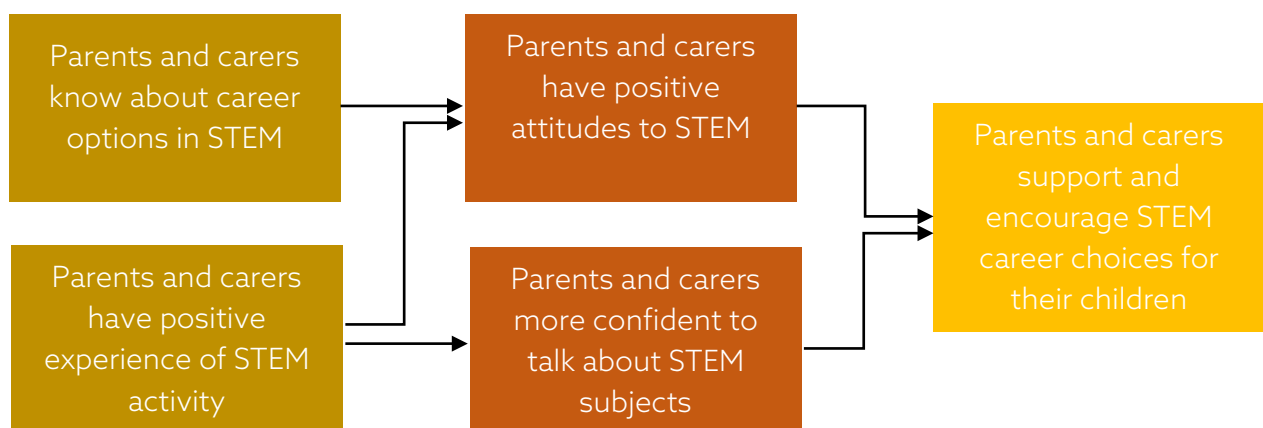 Parents and carers
know about career
options in STEM
Parents and carers
have positive
attitudes to STEM
Parents and carers
support and
encourage STEM
career choices for
their children
Parents and carers
have positive
experience of STEM
activity
Parents and carers
more confident to
talk about STEM
subjects